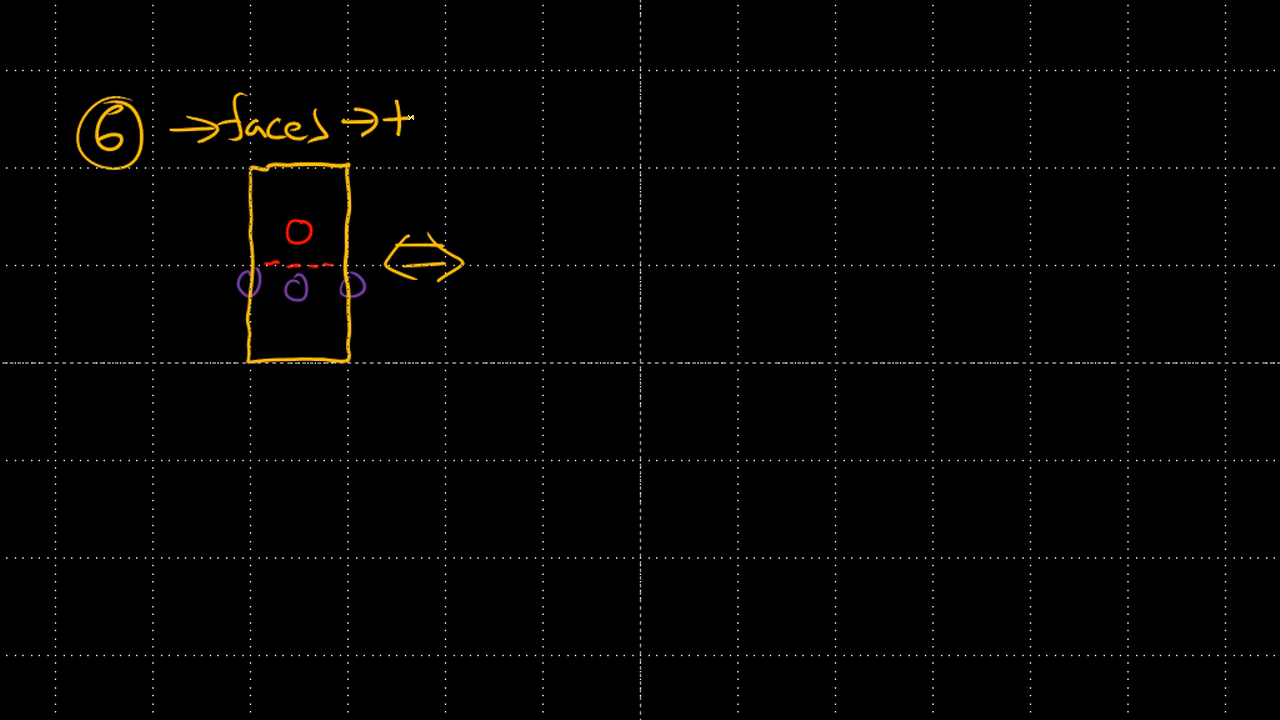 6 → faces → +